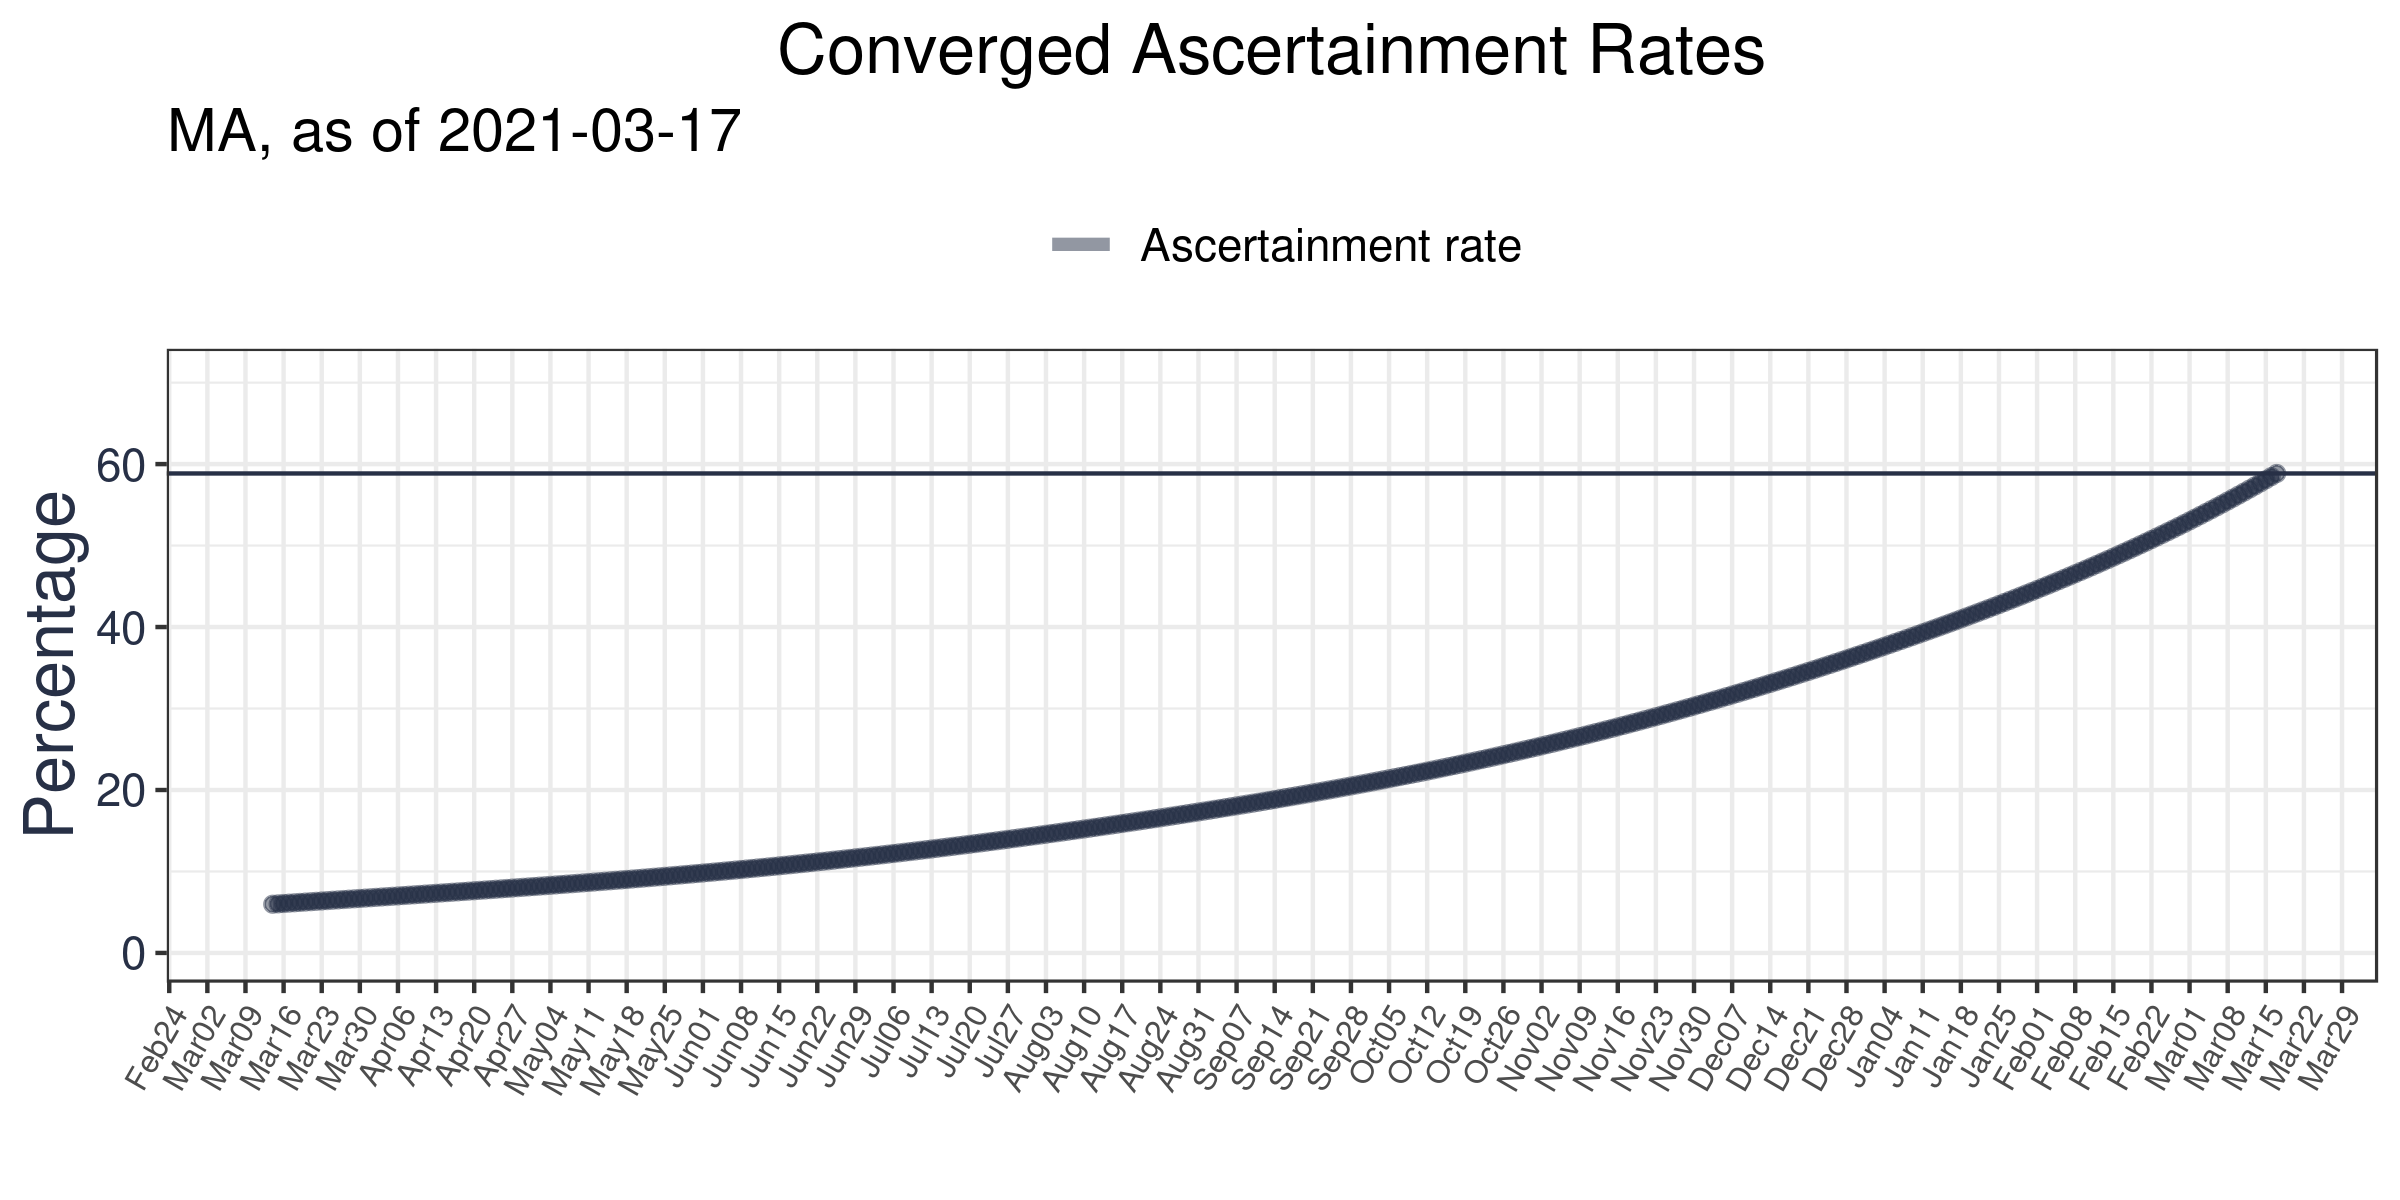 Converged Ascertainment Rates
MA, as of 2021-03-17
Ascertainment rate
Percentage
60
40
20
0
Feb24
Mar02
Mar09
Mar16
Mar23
Mar30
Apr06
Apr13
Apr20
Apr27
May04
May11
May18
May25
Jun01
Jun08
Jun15
Jun22
Jun29
Jul06
Jul13
Jul20
Jul27
Aug03
Aug10
Aug17
Aug24
Aug31
Sep07
Sep14
Sep21
Sep28
Oct05
Oct12
Oct19
Oct26
Nov02
Nov09
Nov16
Nov23
Nov30
Dec07
Dec14
Dec21
Dec28
Jan04
Jan11
Jan18
Jan25
Feb01
Feb08
Feb15
Feb22
Mar01
Mar08
Mar15
Mar22
Mar29